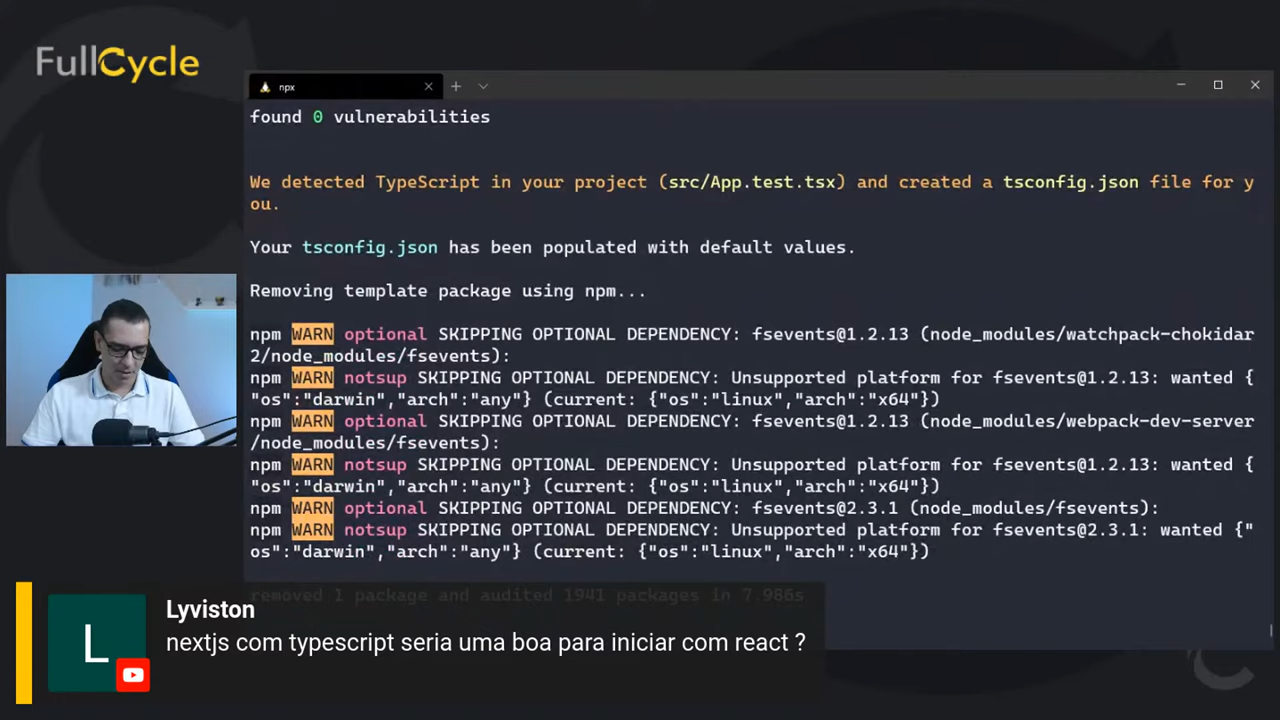 FullCycle
npx
found 0 vulnerabilities
We detected TypeScript in your project (src/App.test.tsx) and created a tsconfig.json file for y
ou.
Your tsconfig.json has been populated with default values.
Removing template package using npm...
npm WARN optional SKIPPING OPTIONAL DEPENDENCY: fsevents@1.2.13 (node_modules/watchpack-chokidar
2/node_modules/fsevents):
npm WARN notsup SKIPPING OPTIONAL DEPENDENCY: Unsupported platform for fsevents@1.2.13: wanted {
"os":"darwin","arch":"any"} (current: {"os":"linux","arch":"x64"})
npm WARN optional SKIPPING OPTIONAL DEPENDENCY: fsevents@1.2.13 (node_modules/webpack-dev-server
/node_modules/fsevents):
npm WARN notsup SKIPPING OPTIONAL DEPENDENCY: Unsupported platform for fsevents@1.2.13: wanted {
"os":"darwin","arch":"any"} (current: {"os":"linux","arch":"x64"})
npm WARN optional SKIPPING OPTIONAL DEPENDENCY: fsevents@2.3.1 (node_modules/fsevents):
npm WARN notsup SKIPPING OPTIONAL DEPENDENCY: Unsupported platform for fsevents@2.3.1: wanted {"
os":"darwin","arch":"any"} (current: {"os":"linux","arch":"x64"})
removed 1 package and audited 1941 packages in 7.986s
L
Lyviston
nextjs com typescript seria uma boa para iniciar com react ?